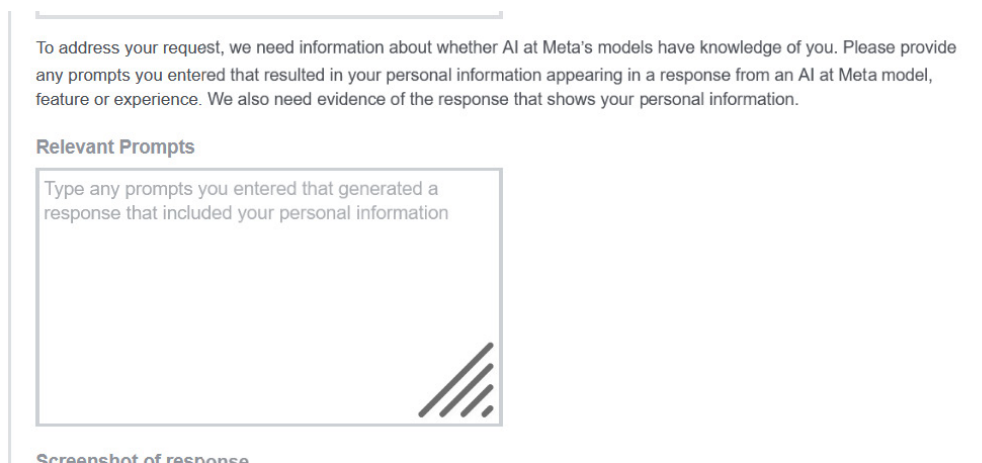 To address your request, we need information about whether AI at Meta's models have knowledge of you. Please provide
any prompts you entered that resulted in your personal information appearing in a response from an AI at Meta model,
feature or experience. We also need evidence of the response that shows your personal information.
Relevant Prompts
Type any prompts you entered that generated a
response that included your personal information
Screenshot of response